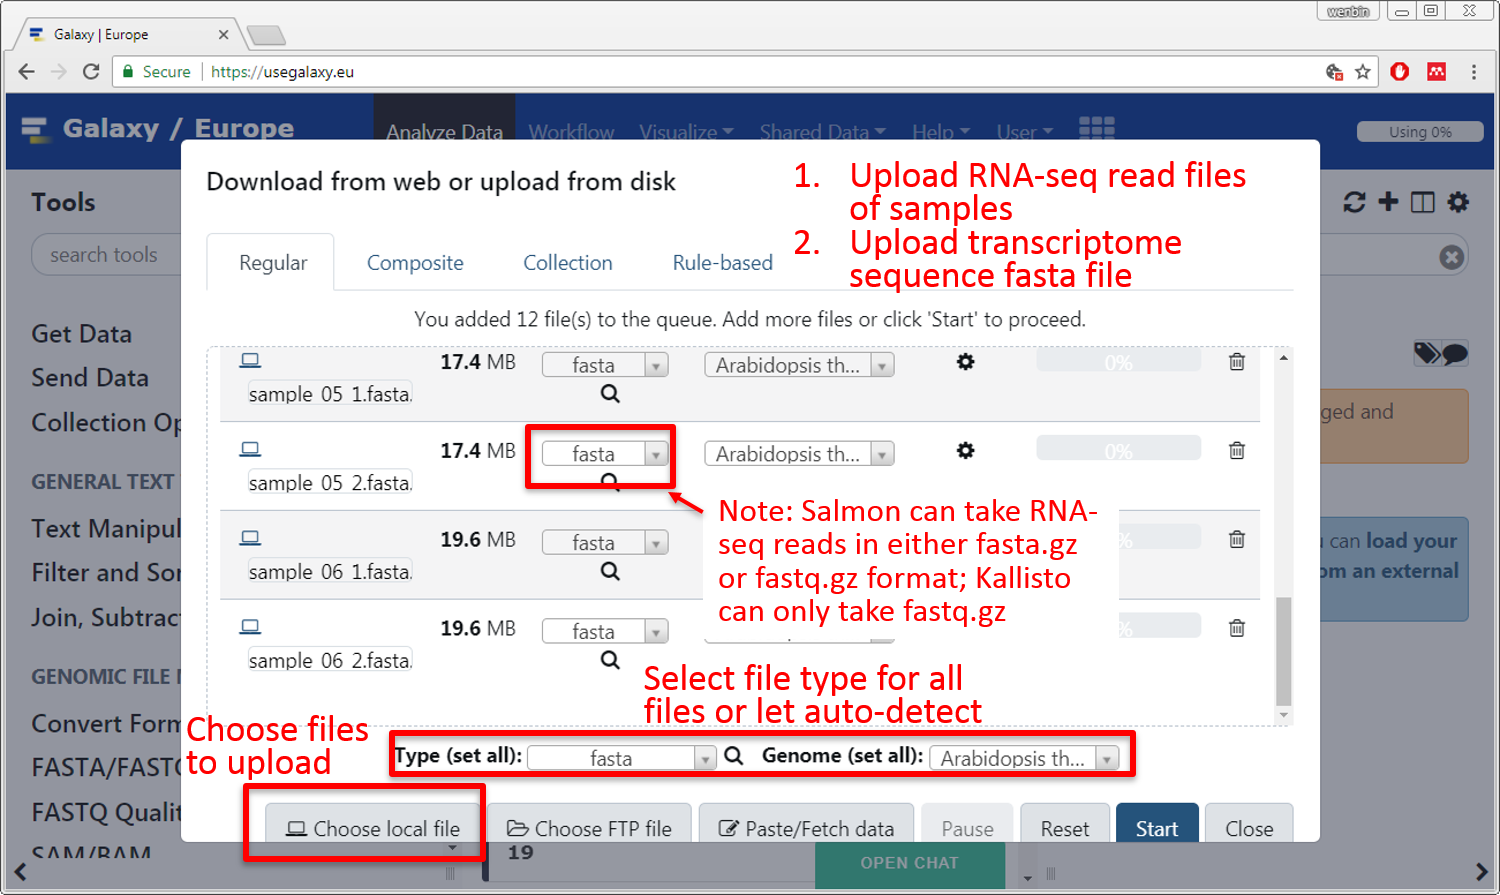 wenbin
Galaxy | Europe
Secure
https://usegalaxy.eu
Galaxy / Europe
Analyze Data
Workflow
Visualize
Shared Data
Help
User
Using 0%
Tools
search tools
Get Data
Send Data
Collection Op
GENERAL TEXT
Text Manipul
Filter and Sor
Join, Subtract
GENOMIC FILE
Convert Form
FASTA/FASTQ
FASTQ Qualit
SAM/BAM
Download from web or upload from disk
1. Upload RNA-seq read files
of samples
2. Upload transcriptome
sequence fasta file
Regular
Composite
Collection
Rule-based
You added 12 file(s) to the queue. Add more files or click 'Start' to proceed.
17.4 MB
fasta
Arabidopsis th...
0%
sample_05_1.fasta.
17.4 MB
fasta
Arabidopsis th...
0%
sample_05_2.fasta.
19.6 MB
fasta
%
sample_06_1.fasta.
19.6 MB
fasta
%
sample_06_2.fasta.
Note: Salmon can take RNA-
seq reads in either fasta.gz
or fastq.gz format; Kallisto
can only take fastq.gz
Select file type for all
files or let auto-detect
Choose files
to upload
Type (set all):
fasta
Genome (set all):
Arabidopsis th...
Choose local file
Choose FTP file
Paste/Fetch data
Pause
Reset
Start
Close
19
OPEN CHAT
ged and
can load your
om an external